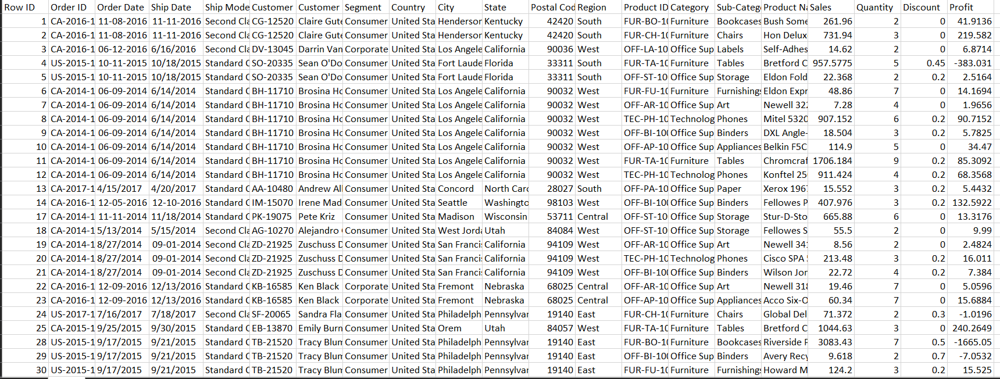 Row ID Order ID Order Date Ship Date Ship Mode Customer Customer Segment Country City State Postal Cod Region Product ID Category Sub-Categ Product Na Sales Quantity Discount Profit
1 CA-2016-1 11-08-2016 11-11-2016 Second Cla CG-12520 Claire Gute Consumer United Sta Henderson Kentucky 42420 South FUR-BO-10 Furniture Bookcases Bush Some 261.96 2 0 41.9136
2 CA-2016-1 11-08-2016 11-11-2016 Second Cla CG-12520 Claire Gute Consumer United Sta Henderson Kentucky 42420 South FUR-CH-10 Furniture Chairs Hon Delux 731.94 3 0 219.582
3 CA-2016-1 06-12-2016 6/16/2016 Second Cla DV-13045 Darrin Van Corporate United Sta Los Angele California 90036 West OFF-LA-10 Office Sup Labels Self-Adhes 14.62 2 0 6.8714
4 US-2015-1 10-11-2015 10/18/2015 Standard C SO-20335 Sean O'Do Consumer United Sta Fort Laude Florida 33311 South FUR-TA-10 Furniture Tables Bretford C 957.5775 5 0.45 -383.031
5 US-2015-1 10-11-2015 10/18/2015 Standard C SO-20335 Sean O'Do Consumer United Sta Fort Laude Florida 33311 South OFF-ST-10 Office Sup Storage Eldon Fold 22.368 2 0.2 2.5164
6 CA-2014-1 06-09-2014 6/14/2014 Standard C BH-11710 Brosina Ho Consumer United Sta Los Angele California 90032 West FUR-FU-10 Furniture Furnishings Eldon Expr 48.86 7 0 14.1694
7 CA-2014-1 06-09-2014 6/14/2014 Standard C BH-11710 Brosina Ho Consumer United Sta Los Angele California 90032 West OFF-AR-10 Office Sup Art Newell 322 7.28 4 0 1.9656
8 CA-2014-1 06-09-2014 6/14/2014 Standard C BH-11710 Brosina Ho Consumer United Sta Los Angele California 90032 West TEC-PH-10 Technolog Phones Mitel 5320 907.152 6 0.2 90.7152
9 CA-2014-1 06-09-2014 6/14/2014 Standard C BH-11710 Brosina Ho Consumer United Sta Los Angele California 90032 West OFF-BI-100 Office Sup Binders DXL Angle- 18.504 3 0.2 5.7825
10 CA-2014-1 06-09-2014 6/14/2014 Standard C BH-11710 Brosina Ho Consumer United Sta Los Angele California 90032 West OFF-AP-10 Office Sup Appliances Belkin F5C 114.9 5 0 34.47
11 CA-2014-1 06-09-2014 6/14/2014 Standard C BH-11710 Brosina Ho Consumer United Sta Los Angele California 90032 West FUR-TA-10 Furniture Tables Chromcraf 1706.184 9 0.2 85.3092
12 CA-2014-1 06-09-2014 6/14/2014 Standard C BH-11710 Brosina Ho Consumer United Sta Los Angele California 90032 West TEC-PH-10 Technolog Phones Konftel 25 911.424 4 0.2 68.3568
13 CA-2017-1 4/15/2017 4/20/2017 Standard C AA-10480 Andrew All Consumer United Sta Concord North Caro 28027 South OFF-PA-10 Office Sup Paper Xerox 1967 15.552 3 0.2 5.4432
14 CA-2016-1 12-05-2016 12-10-2016 Standard C IM-15070 Irene Mad Consumer United Sta Seattle Washingto 98103 West OFF-BI-100 Office Sup Binders Fellowes P 407.976 3 0.2 132.5922
17 CA-2014-1 11-11-2014 11/18/2014 Standard C PK-19075 Pete Kriz Consumer United Sta Madison Wisconsin 53711 Central OFF-ST-10 Office Sup Storage Stur-D-Sto 665.88 6 0 13.3176
18 CA-2014-1 5/13/2014 5/15/2014 Second Cla AG-10270 Alejandro Consumer United Sta West Jorda Utah 84084 West OFF-ST-10 Office Sup Storage Fellowes S 55.5 2 0 9.99
19 CA-2014-1 8/27/2014 09-01-2014 Second Cla ZD-21925 Zuschuss D Consumer United Sta San Francis California 94109 West OFF-AR-10 Office Sup Art Newell 341 8.56 2 0 2.4824
20 CA-2014-1 8/27/2014 09-01-2014 Second Cla ZD-21925 Zuschuss D Consumer United Sta San Francis California 94109 West TEC-PH-10 Technolog Phones Cisco SPA 213.48 3 0.2 16.011
21 CA-2014-1 8/27/2014 09-01-2014 Second Cla ZD-21925 Zuschuss D Consumer United Sta San Francis California 94109 West OFF-BI-100 Office Sup Binders Wilson Jor 22.72 4 0.2 7.384
22 CA-2016-1 12-09-2016 12/13/2016 Standard C KB-16585 Ken Black Corporate United Sta Fremont Nebraska 68025 Central OFF-AR-10 Office Sup Art Newell 318 19.46 7 0 5.0596
23 CA-2016-1 12-09-2016 12/13/2016 Standard C KB-16585 Ken Black Corporate United Sta Fremont Nebraska 68025 Central OFF-AP-10 Office Sup Appliances Acco Six-O 60.34 7 0 15.6884
24 US-2017-1 7/16/2017 7/18/2017 Second Cla SF-20065 Sandra Fla Consumer United Sta Philadelph Pennsylvar 19140 East FUR-CH-10 Furniture Chairs Global Del 71.372 2 0.3 -1.0196
25 CA-2015-1 9/25/2015 9/30/2015 Standard C EB-13870 Emily Burn Consumer United Sta Orem Utah 84057 West FUR-TA-10 Furniture Tables Bretford C 1044.63 3 0 240.2649
28 US-2015-1 9/17/2015 9/21/2015 Standard C TB-21520 Tracy Blum Consumer United Sta Philadelph Pennsylvar 19140 East FUR-BO-10 Furniture Bookcases Riverside P 3083.43 7 0.5 -1665.05
29 US-2015-1 9/17/2015 9/21/2015 Standard C TB-21520 Tracy Blum Consumer United Sta Philadelph Pennsylvar 19140 East OFF-BI-100 Office Sup Binders Avery Recy 9.618 2 0.7 -7.0532
30 US-2015-1 9/17/2015 9/21/2015 Standard C TB-21520 Tracy Blum Consumer United Sta Philadelph Pennsylvar 19140 East FUR-FU-10 Furniture Furnishings Howard M 124.2 3 0.2 15.525